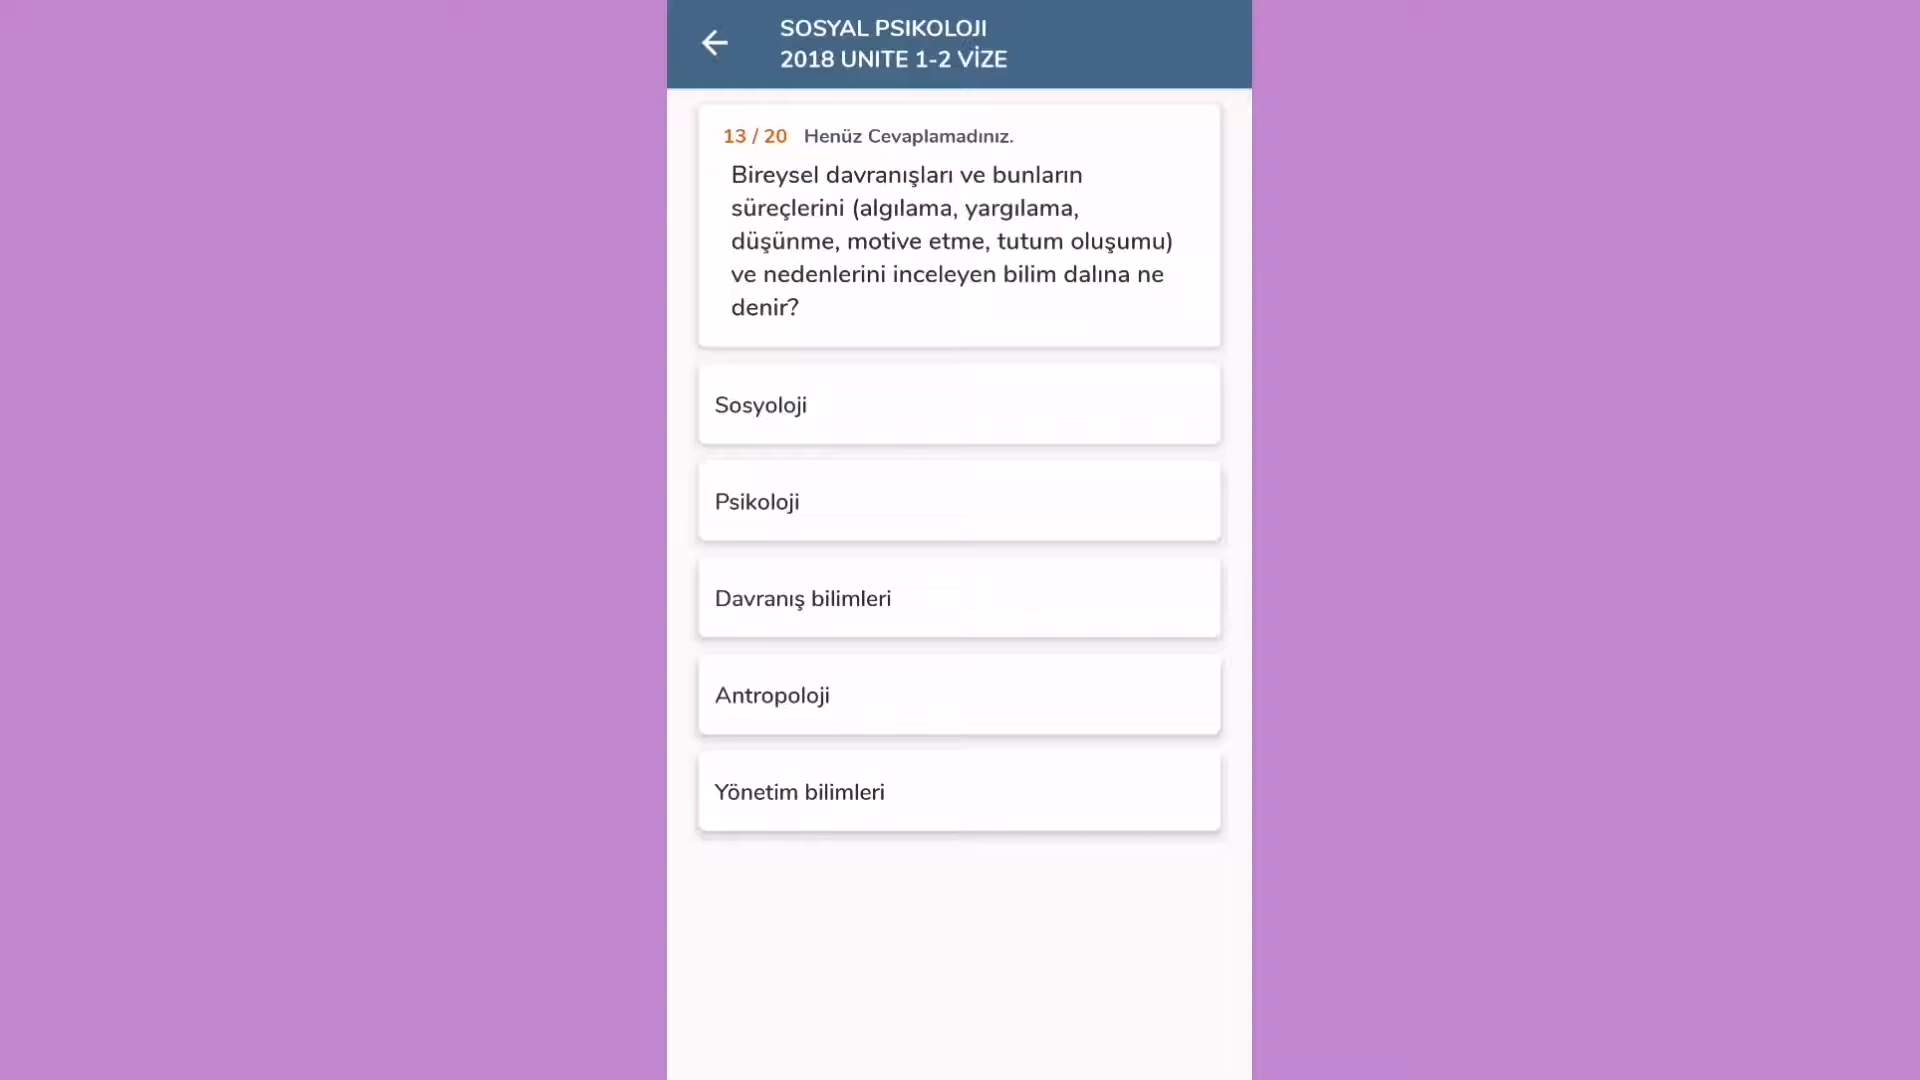 SOSYAL PSIKOLOJI
2018 UNITE 1-2 VİZE
13 / 20 Henüz Cevaplamadınız.
Bireysel davranışları ve bunların
süreçlerini (algılama, yargılama,
düşünme, motive etme, tutum oluşumu)
ve nedenlerini inceleyen bilim dalına ne
denir?
Sosyoloji
Psikoloji
Davranış bilimleri
Antropoloji
Yönetim bilimleri